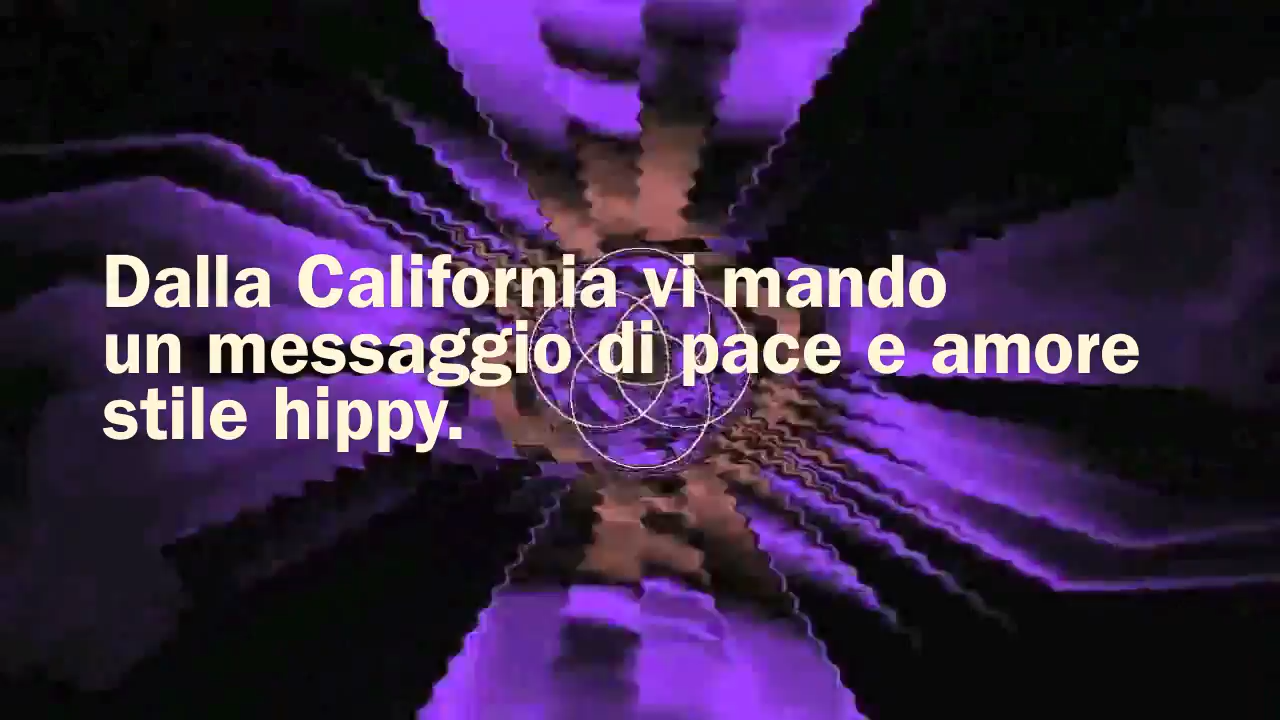 Dalla California vi mando
un messaggio di pace e amore
stile hippy.